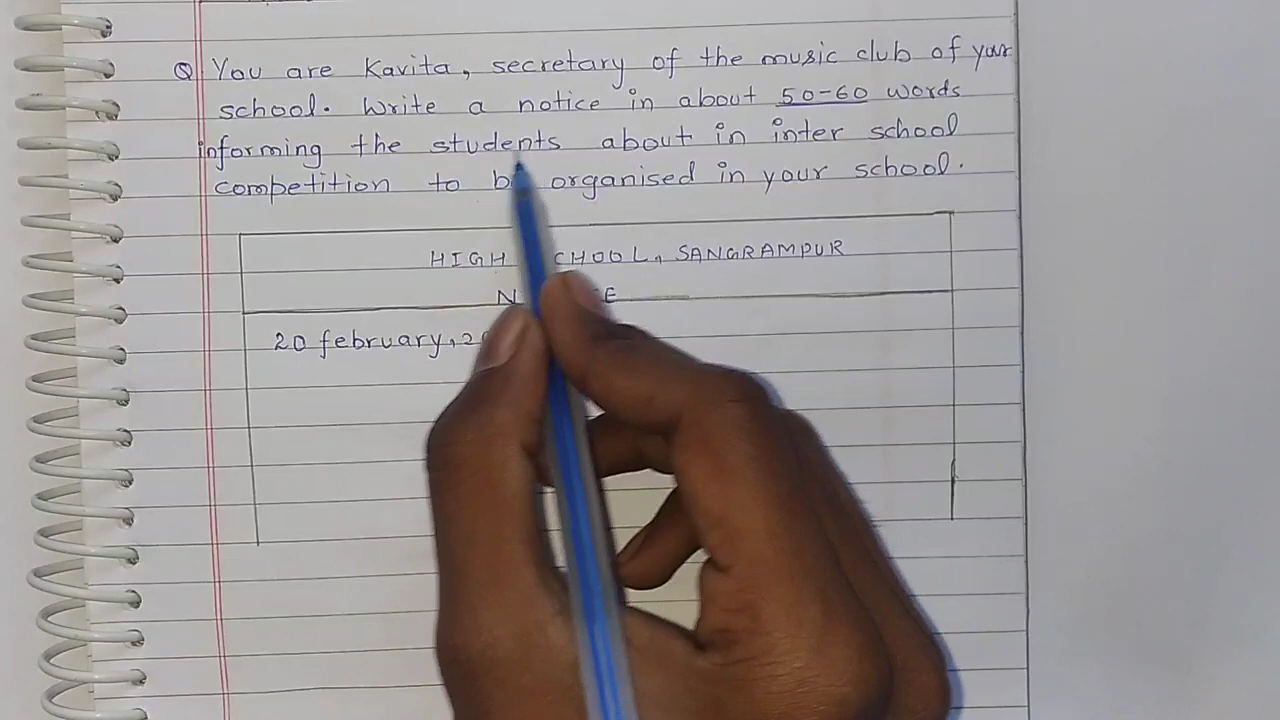 Q You are Kavita, secretary of the music club of your
school. Write a notice in about 50-60 words
informing the students about in inter school
competition to organised in your school.
HIGH SANGRAMPUR
20 february,